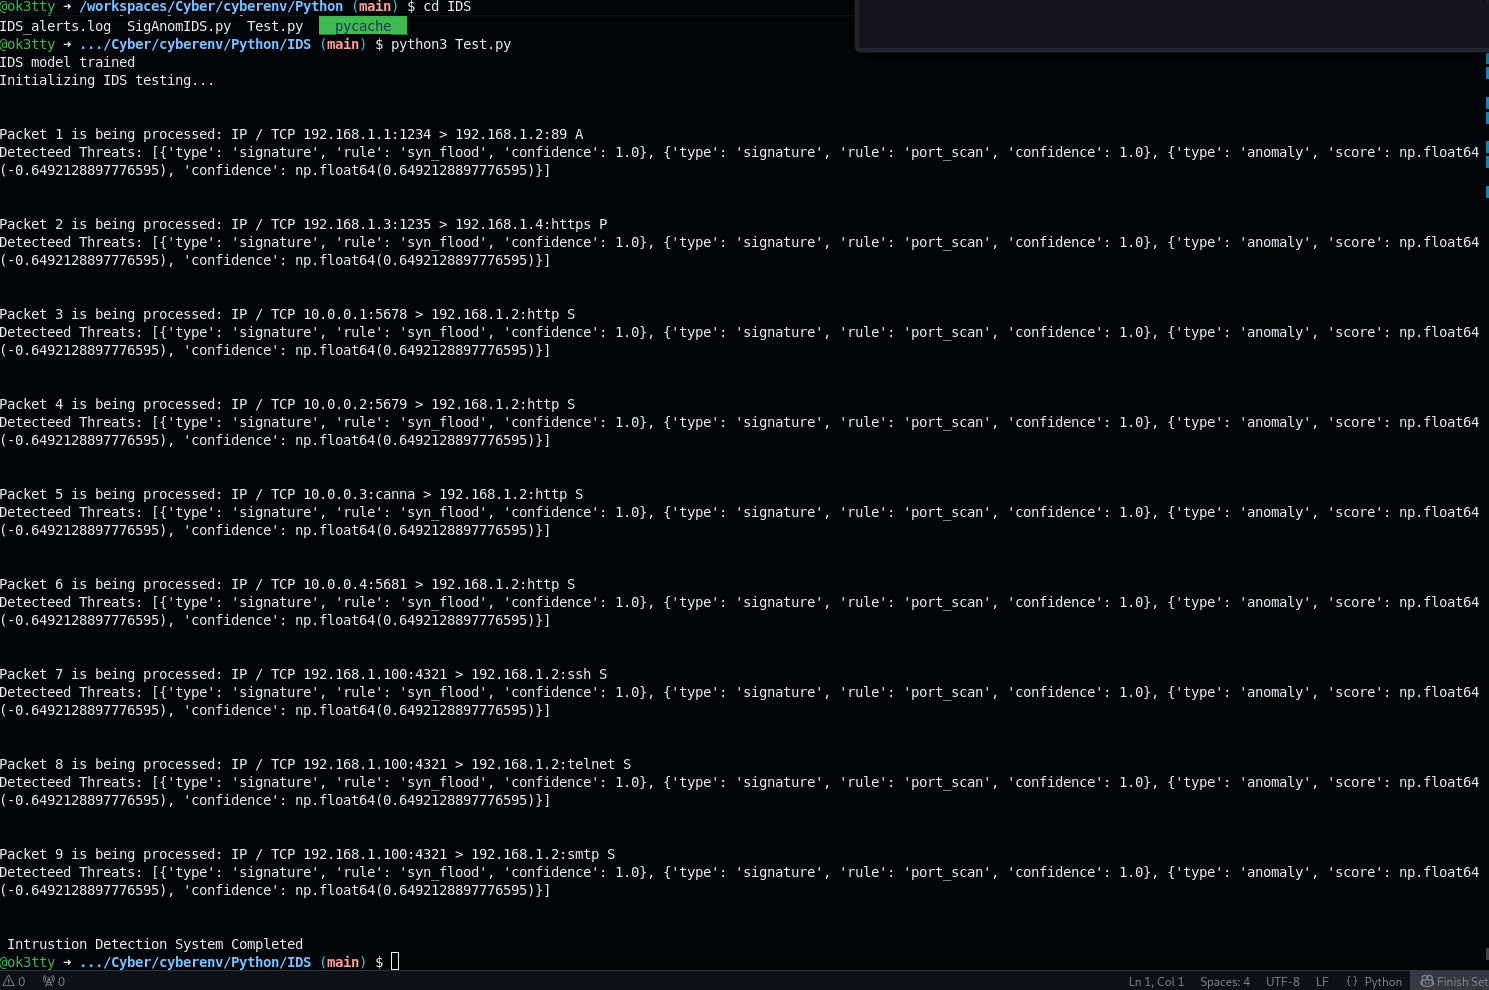 @ok3tty ➜ /workspaces/Cyber/cyberenv/Python (main) $ cd IDS
IDS_alerts.log  SigAnomIDS.py  Test.py  pycache
@ok3tty ➜ .../Cyber/cyberenv/Python/IDS (main) $ python3 Test.py
IDS model trained
Initializing IDS testing...
Packet 1 is being processed: IP / TCP 192.168.1.1:1234 > 192.168.1.2:89 A
Detecteed Threats: [{'type': 'signature', 'rule': 'syn_flood', 'confidence': 1.0}, {'type': 'signature', 'rule': 'port_scan', 'confidence': 1.0}, {'type': 'anomaly', 'score': np.float64
(-0.6492128897776595), 'confidence': np.float64(0.6492128897776595)}]
Packet 2 is being processed: IP / TCP 192.168.1.3:1235 > 192.168.1.4:https P
Detecteed Threats: [{'type': 'signature', 'rule': 'syn_flood', 'confidence': 1.0}, {'type': 'signature', 'rule': 'port_scan', 'confidence': 1.0}, {'type': 'anomaly', 'score': np.float64
(-0.6492128897776595), 'confidence': np.float64(0.6492128897776595)}]
Packet 3 is being processed: IP / TCP 10.0.0.1:5678 > 192.168.1.2:http S
Detecteed Threats: [{'type': 'signature', 'rule': 'syn_flood', 'confidence': 1.0}, {'type': 'signature', 'rule': 'port_scan', 'confidence': 1.0}, {'type': 'anomaly', 'score': np.float64
(-0.6492128897776595), 'confidence': np.float64(0.6492128897776595)}]
Packet 4 is being processed: IP / TCP 10.0.0.2:5679 > 192.168.1.2:http S
Detecteed Threats: [{'type': 'signature', 'rule': 'syn_flood', 'confidence': 1.0}, {'type': 'signature', 'rule': 'port_scan', 'confidence': 1.0}, {'type': 'anomaly', 'score': np.float64
(-0.6492128897776595), 'confidence': np.float64(0.6492128897776595)}]
Packet 5 is being processed: IP / TCP 10.0.0.3:canna > 192.168.1.2:http S
Detecteed Threats: [{'type': 'signature', 'rule': 'syn_flood', 'confidence': 1.0}, {'type': 'signature', 'rule': 'port_scan', 'confidence': 1.0}, {'type': 'anomaly', 'score': np.float64
(-0.6492128897776595), 'confidence': np.float64(0.6492128897776595)}]
Packet 6 is being processed: IP / TCP 10.0.0.4:5681 > 192.168.1.2:http S
Detecteed Threats: [{'type': 'signature', 'rule': 'syn_flood', 'confidence': 1.0}, {'type': 'signature', 'rule': 'port_scan', 'confidence': 1.0}, {'type': 'anomaly', 'score': np.float64
(-0.6492128897776595), 'confidence': np.float64(0.6492128897776595)}]
Packet 7 is being processed: IP / TCP 192.168.1.100:4321 > 192.168.1.2:ssh S
Detecteed Threats: [{'type': 'signature', 'rule': 'syn_flood', 'confidence': 1.0}, {'type': 'signature', 'rule': 'port_scan', 'confidence': 1.0}, {'type': 'anomaly', 'score': np.float64
(-0.6492128897776595), 'confidence': np.float64(0.6492128897776595)}]
Packet 8 is being processed: IP / TCP 192.168.1.100:4321 > 192.168.1.2:telnet S
Detecteed Threats: [{'type': 'signature', 'rule': 'syn_flood', 'confidence': 1.0}, {'type': 'signature', 'rule': 'port_scan', 'confidence': 1.0}, {'type': 'anomaly', 'score': np.float64
(-0.6492128897776595), 'confidence': np.float64(0.6492128897776595)}]
Packet 9 is being processed: IP / TCP 192.168.1.100:4321 > 192.168.1.2:smtp S
Detecteed Threats: [{'type': 'signature', 'rule': 'syn_flood', 'confidence': 1.0}, {'type': 'signature', 'rule': 'port_scan', 'confidence': 1.0}, {'type': 'anomaly', 'score': np.float64
(-0.6492128897776595), 'confidence': np.float64(0.6492128897776595)}]
Intrustion Detection System Completed
@ok3tty ➜ .../Cyber/cyberenv/Python/IDS (main) $
0 0 Ln 1, Col 1 Spaces: 4 UTF-8 LF { } Python Finish Set